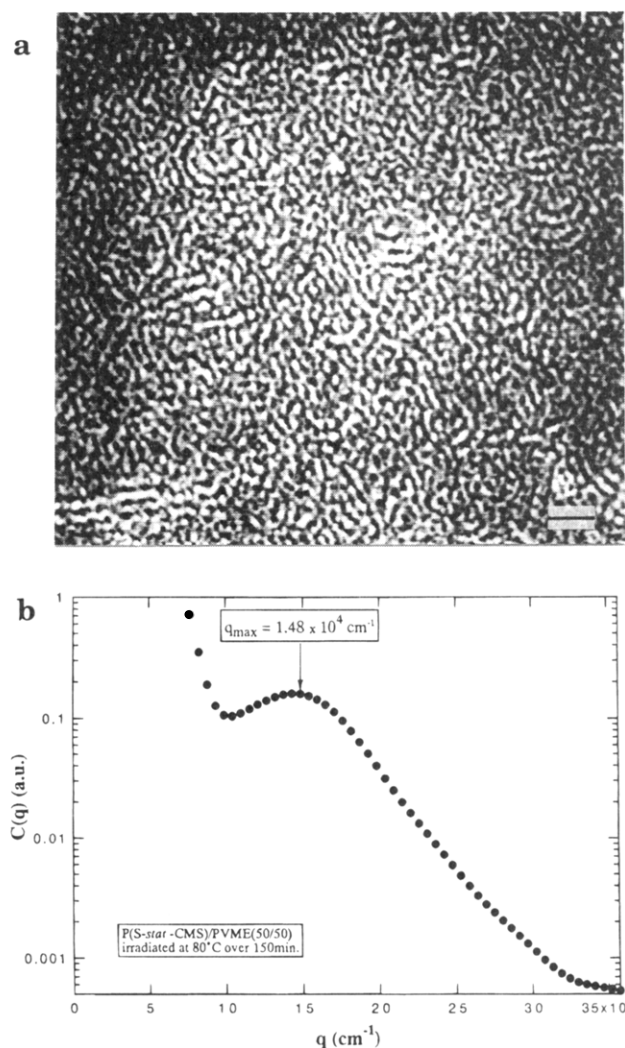 a
b
1
q_max = 1.48 x 10^4 cm^-1
0.1
C(q) (a.u.)
0.01
P(S-stat -CMS)/PVME(50/50)
irradiated at 80°C over 150min.
0.001
0 5 10 15 20 25 30 35x10
q (cm^-1)